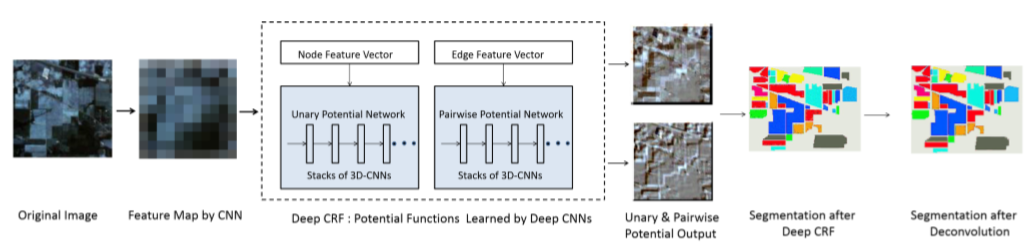 Node Feature Vector
Edge Feature Vector
Unary Potential Network
Pairwise Potential Network
Stacks of 3D-CNNs
Stacks of 3D-CNNs
Original Image
Feature Map by CNN
Deep CRF : Potential Functions Learned by Deep CNNs
Unary & Pairwise
Potential Output
Segmentation after
Deep CRF
Segmentation after
Deconvolution